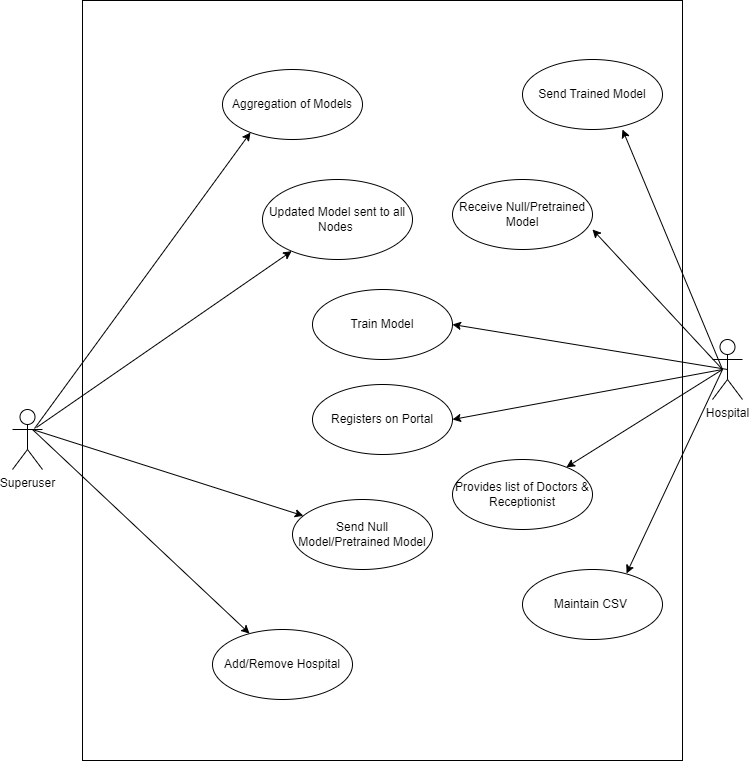 Aggregation of Models
Send Trained Model
Updated Model sent to all
Nodes
Receive Null/Pretrained
Model
Train Model
Hospital
Registers on Portal
Superuser
Provides list of Doctors &
Receptionist
Send Null
Model/Pretrained Model
Maintain CSV
Add/Remove Hospital